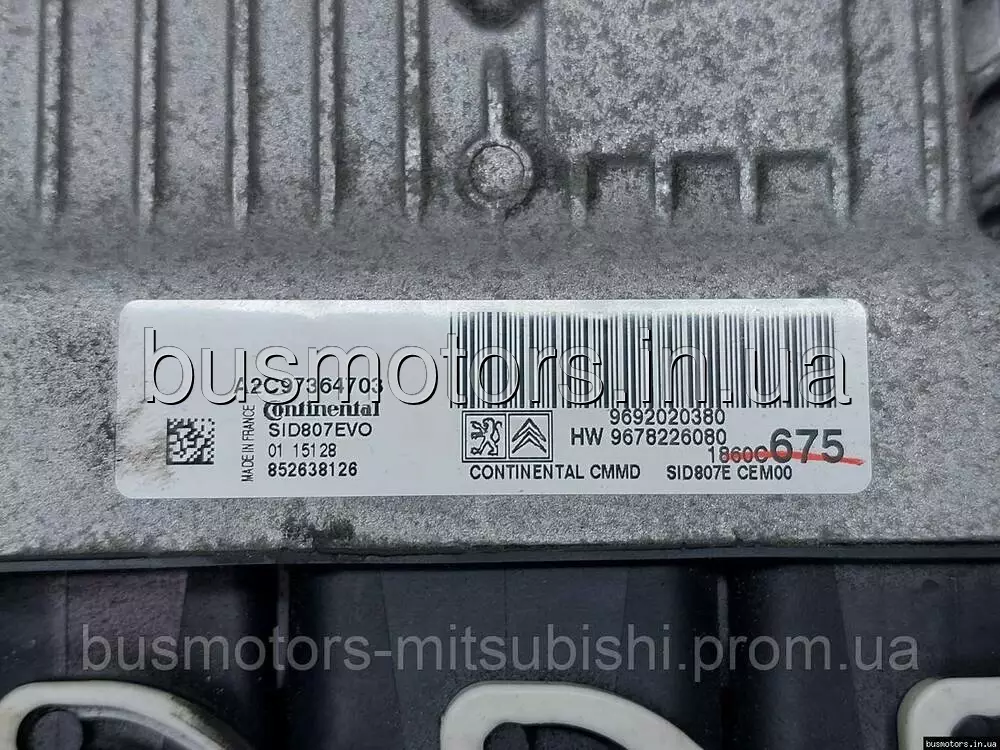 busmotors.in.ua
A2C97364703
MADE IN FRANCE
Continental
SID807EVO
01 15128
852638126
9692020380
HW 9678226080
1860C675
CONTINENTAL CMMD SID807E CEM00
busmotors-mitsubishi.prom.ua
busmotors.in.ua